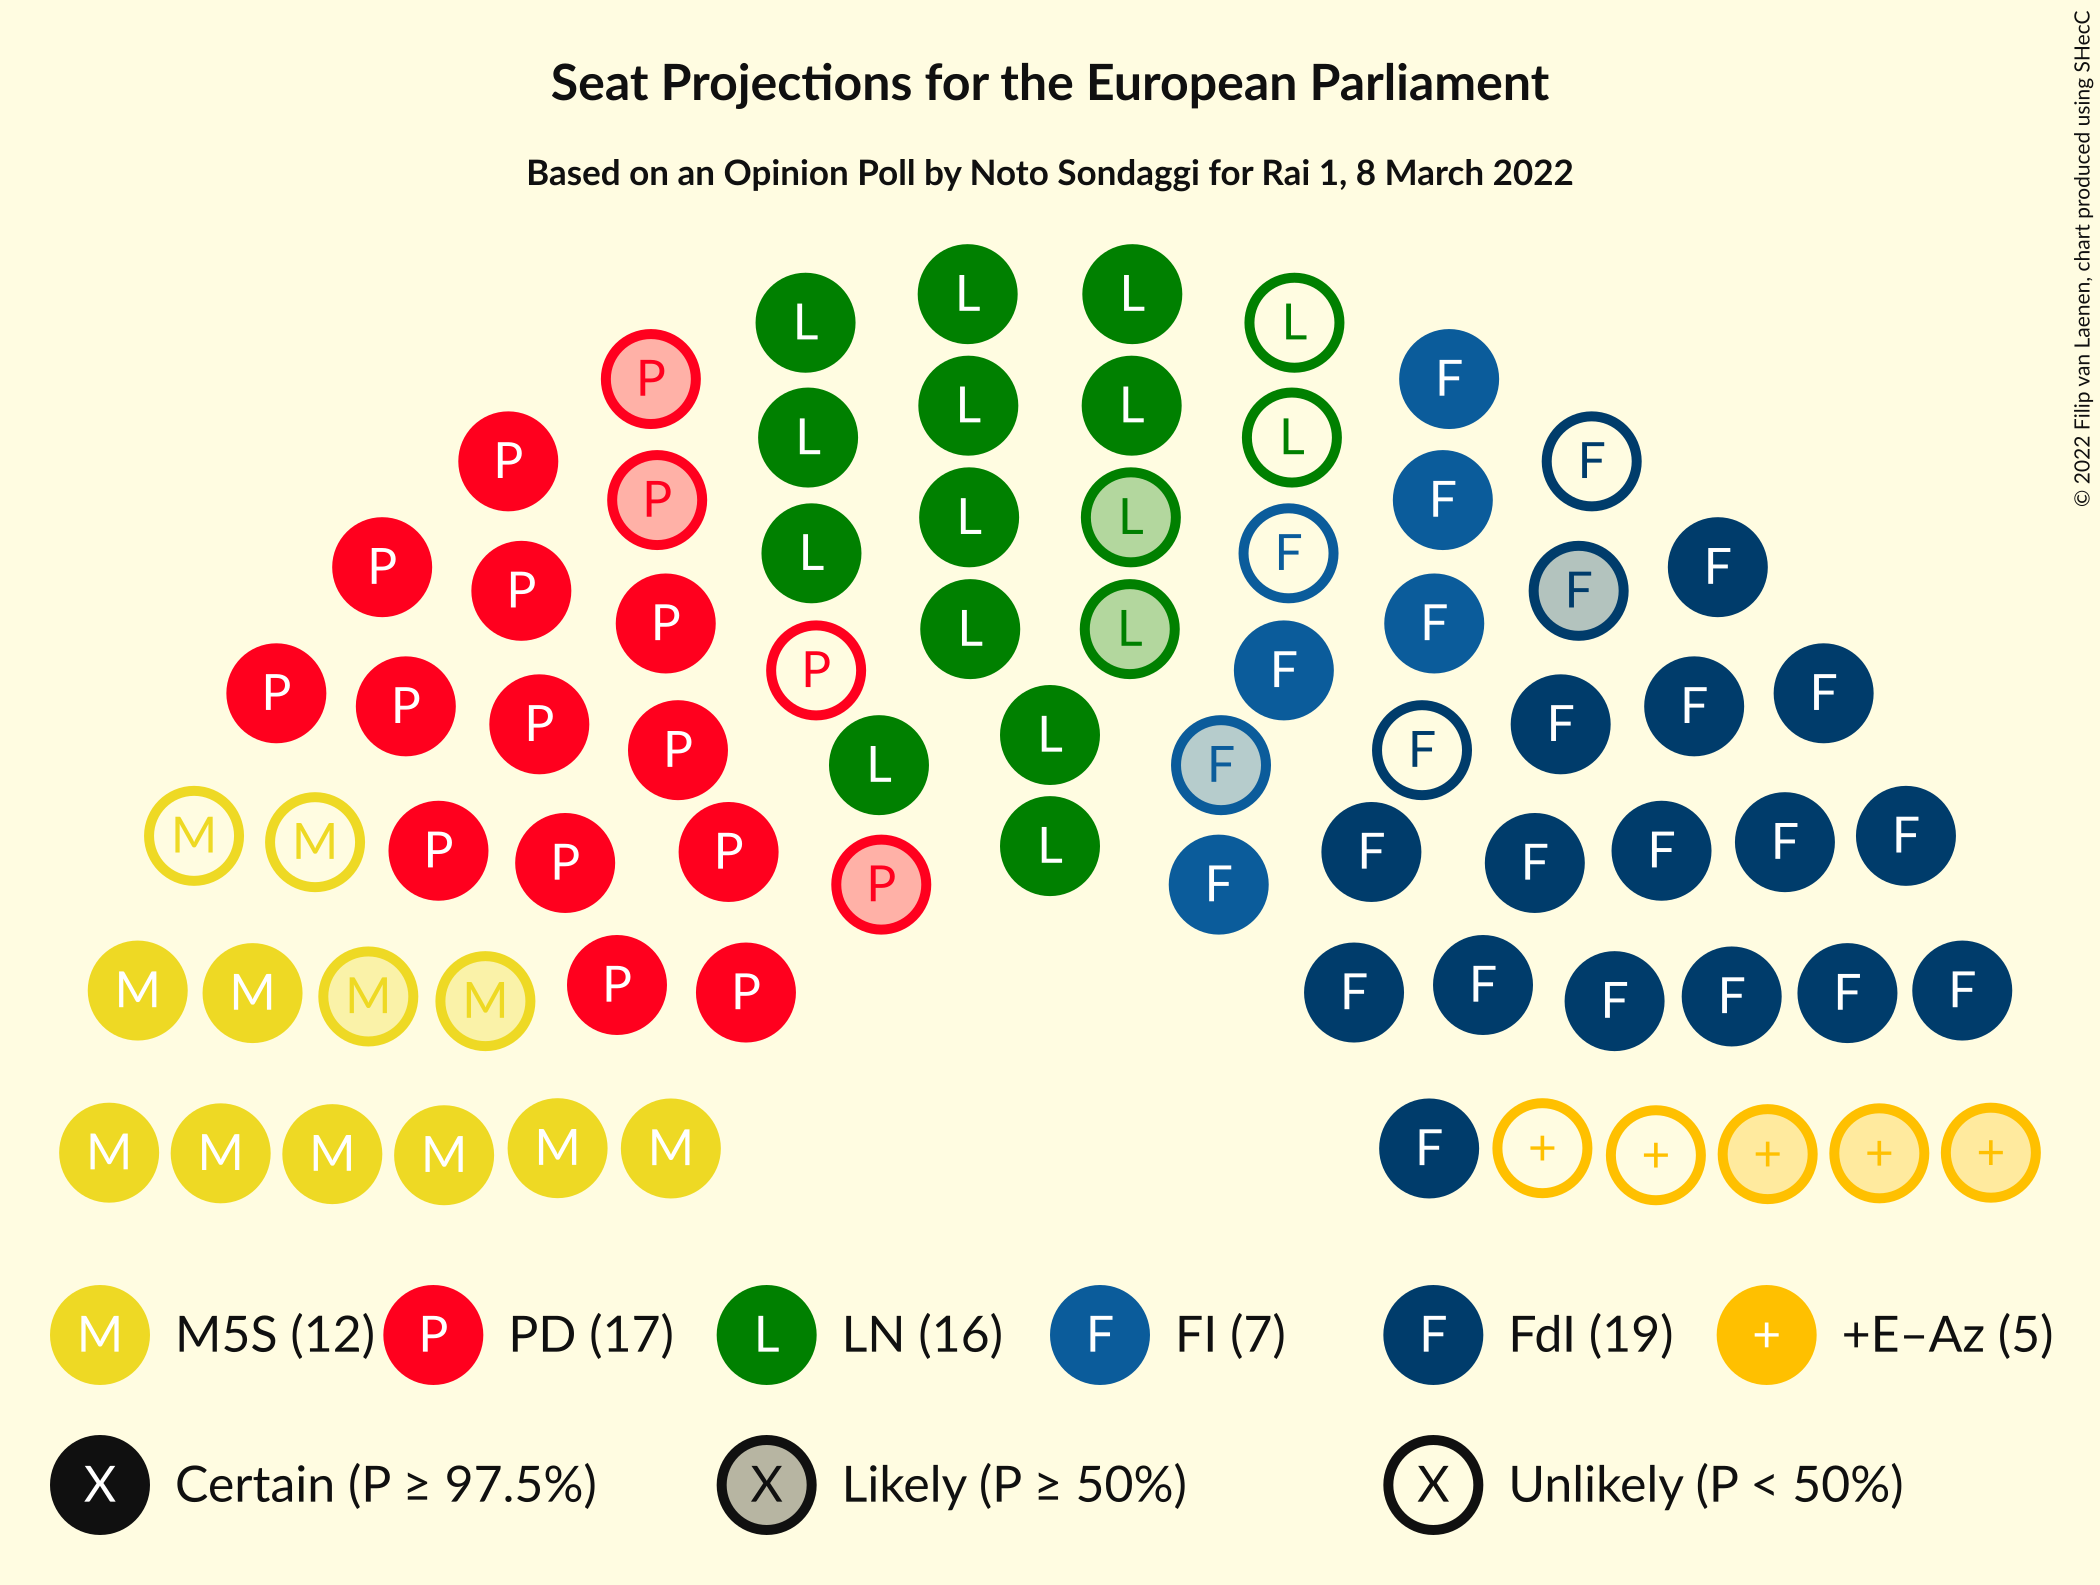 Seat Projections for the European Parliament
Based on an Opinion Poll by Noto Sondaggi for Rai 1, 8 March 2022
© 2022 Filip van Laenen, chart produced using SHecC
L L
L L
P F
L L
L L
P F
P F
L L
L F
P F
P F
P F
L L
P F
P F
P F
P F
P F
P F
L
P F
L F
M F
M F
L
P F
P F
P F
P F
P F
M F
M F
M F
M F
P F
P F
M F + + + + +
M M M M M
M M5S (12) P PD (17) L LN (16) F FI (7) F FdI (19) + +E–Az (5)
X Certain (P ≥ 97.5%) X Likely (P ≥ 50%) X Unlikely (P < 50%)